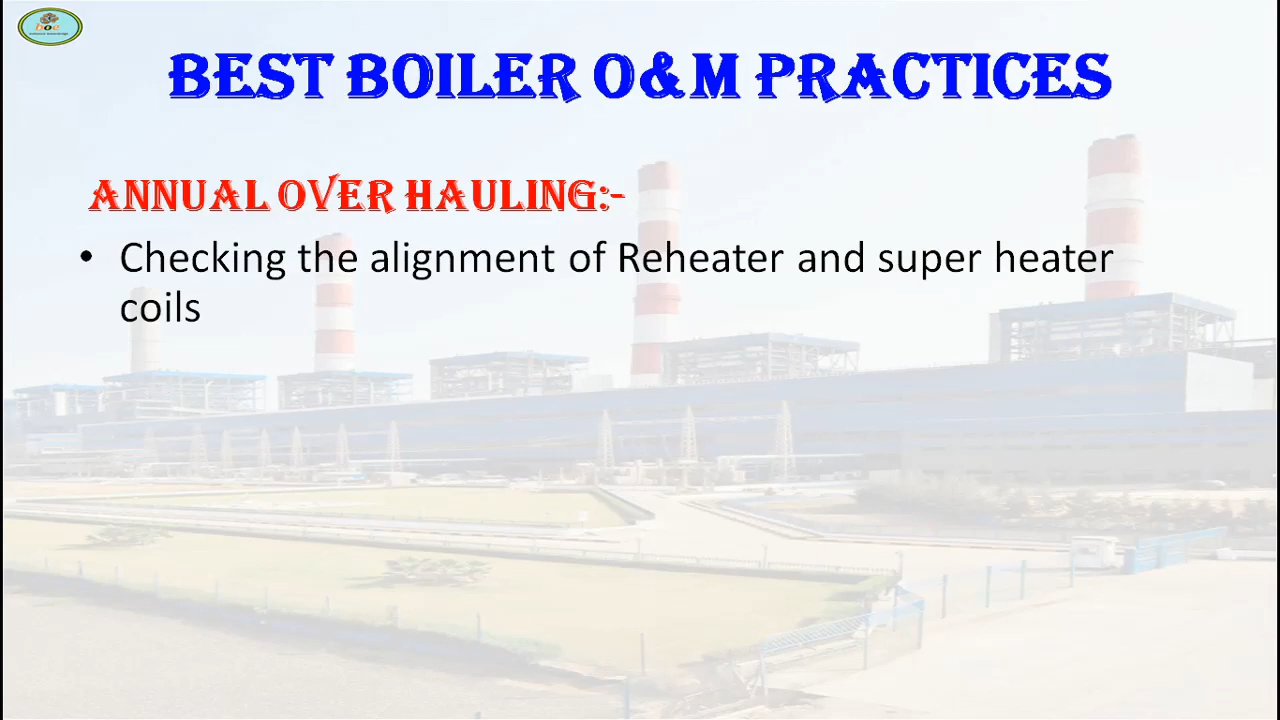 BEST BOILER O&M PRACTICES
ANNUAL OVER HAULING:-
• Checking the alignment of Reheater and super heater
coils